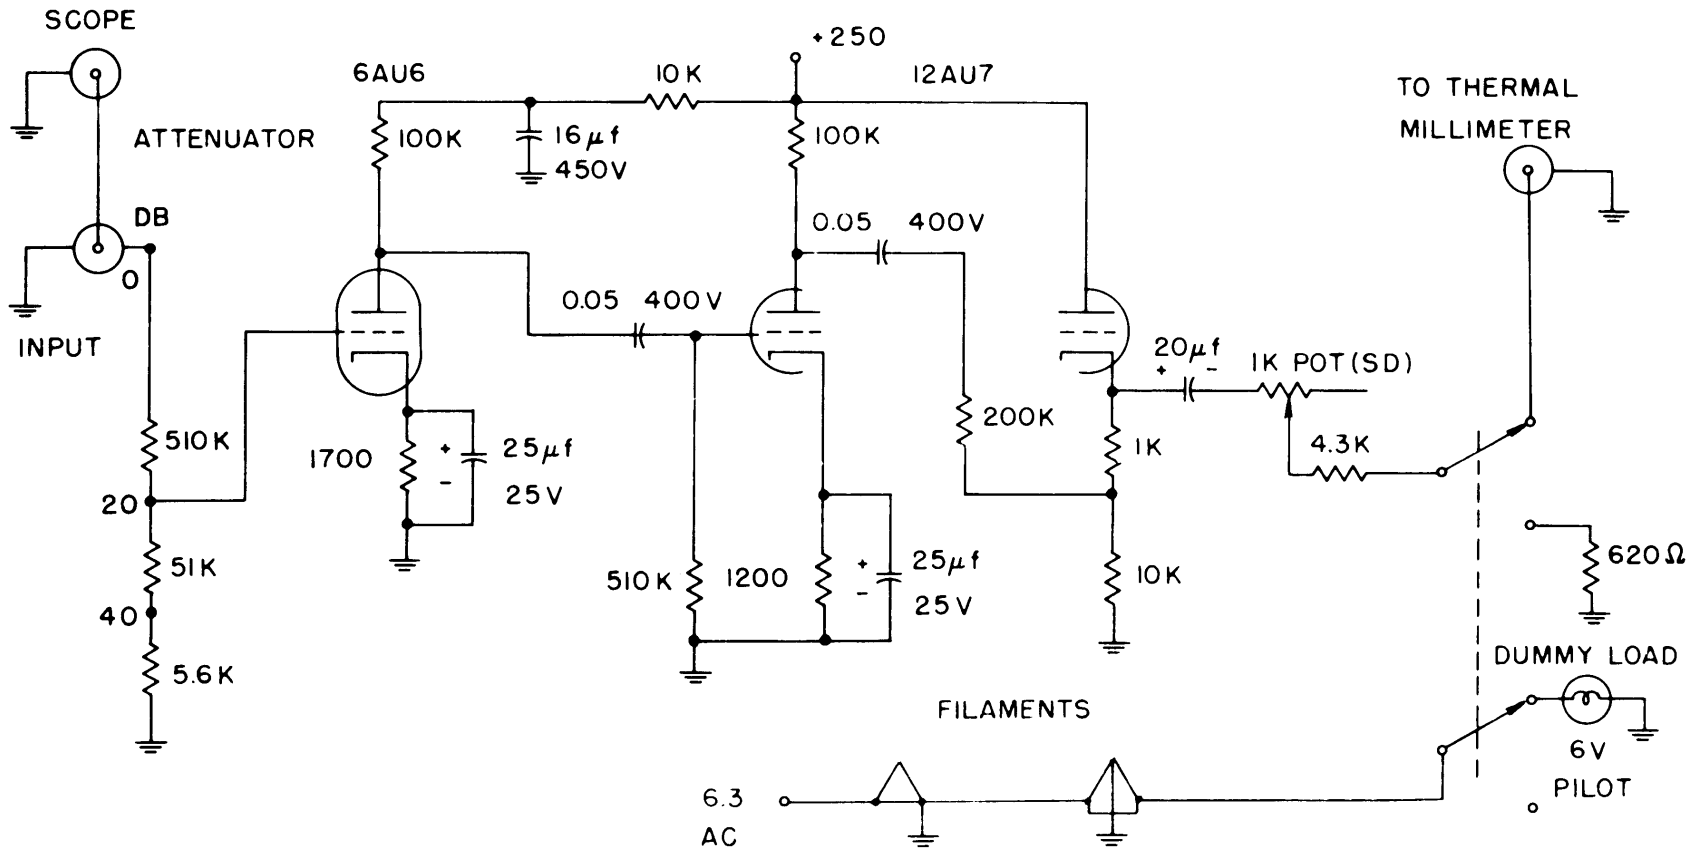 SCOPE
+250
6AU6
10K
12AU7
TO THERMAL
MILLIMETER
ATTENUATOR
100K
16μf
450V
100K
DB
0
0.05 400V
0.05 400V
INPUT
20μf
+ -
1K POT(SD)
510K
1700
+
-
25μf
25V
200K
1K
4.3K
20
51K
510K
1200
+
-
25μf
25V
10K
620Ω
40
5.6K
DUMMY LOAD
FILAMENTS
6V
PILOT
6.3
AC